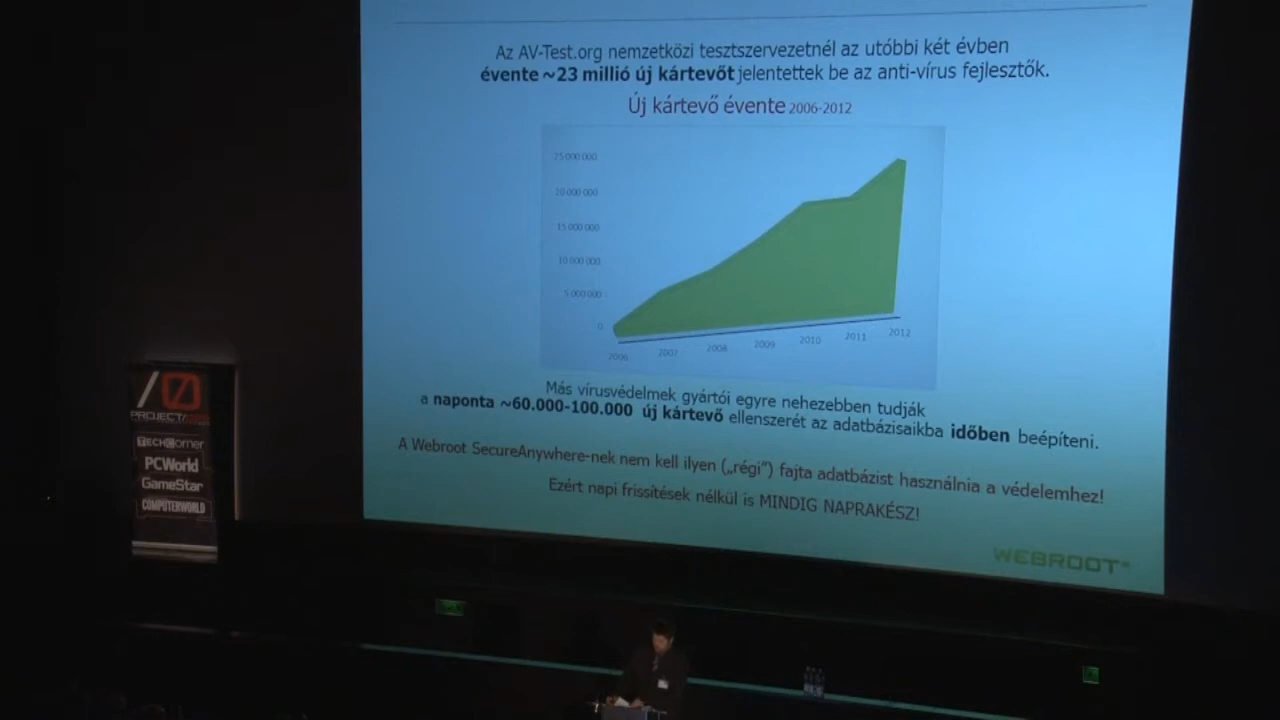 Az AV-Test.org nemzetközi tesztszervezetnél az utóbbi két évben
évente ~23 millió új kártevőt jelentettek be az anti-vírus fejlesztők.
Új kártevő évente 2006-2012
25 000 000
20 000 000
15 000 000
10 000 000
5 000 000
0
2006 2007 2008 2009 2010 2011 2012
Más vírusvédelmek gyártói egyre nehezebben tudják
a naponta ~60.000-100.000 új kártevő ellenszerét az adatbázisaikba időben beépíteni.
A Webroot SecureAnywhere-nek nem kell ilyen („régi”) fajta adatbázist használnia a védelemhez!
Ezért napi frissítések nélkül is MINDIG NAPRAKÉSZ!
WEBROOT
/0
PROJECT/
TECHCorner
PCWorld
GameStar
COMPUTERWORLD